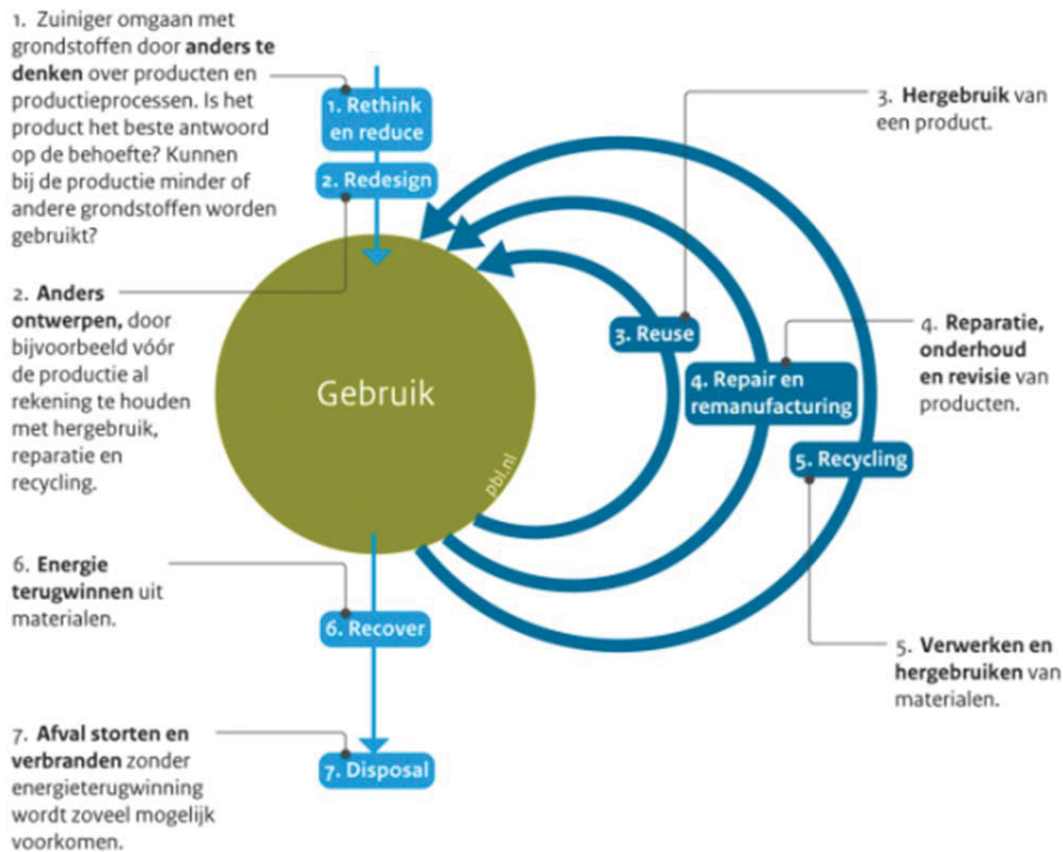 1. Zuiniger omgaan met
grondstoffen door anders te
denken over producten en
productieprocessen. Is het
product het beste antwoord
op de behoefte? Kunnen
bij de productie minder of
andere grondstoffen worden
gebruikt?
1. Rethink
en reduce
2. Redesign
3. Hergebruik van
een product.
2. Anders
ontwerpen, door
bijvoorbeeld vóór
de productie al
rekening te houden
met hergebruik,
reparatie en
recycling.
Gebruik
pbl.nl
3. Reuse
4. Repair en
remanufacturing
5. Recycling
4. Reparatie,
onderhoud
en revisie van
producten.
6. Energie
terugwinnen uit
materialen.
6. Recover
5. Verwerken en
hergebruiken van
materialen.
7. Afval storten en
verbranden zonder
energieterugwinning
wordt zoveel mogelijk
voorkomen.
7. Disposal